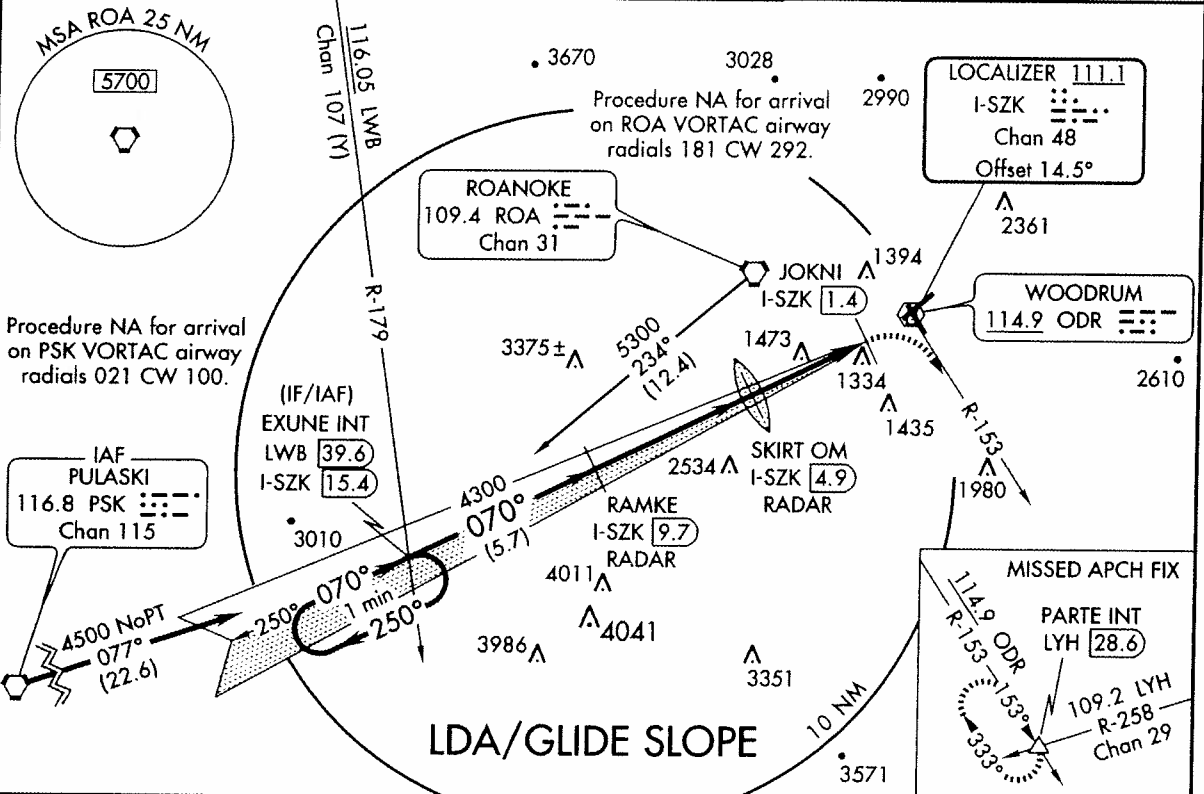 MSA ROA 25 NM
5700
116.05 LWB
Chan 107 (Y)
R-179
3670
3028
2990
Procedure NA for arrival
on ROA VORTAC airway
radials 181 CW 292.
LOCALIZER 111.1
I-SZK
Chan 48
Offset 14.5°
2361
ROANOKE
109.4 ROA
Chan 31
JOKNI
I-SZK 1.4
1394
WOODRUM
114.9 ODR
2610
Procedure NA for arrival
on PSK VORTAC airway
radials 021 CW 100.
3375±
5300
234°
(12.4)
1473
1334
1435
R-153
1980
(IF/IAF)
EXUNE INT
LWB 39.6
I-SZK 15.4
IAF
PULASKI
116.8 PSK
Chan 115
3010
4300
070°
(5.7)
2534
SKIRT OM
I-SZK 4.9
RADAR
RAMKE
I-SZK 9.7
RADAR
4011
4041
3986
3351
4500 NoPT
077°
(22.6)
250°
070°
1 min
250°
LDA/GLIDE SLOPE
10 NM
3571
MISSED APCH FIX
114.9 ODR
R-153
153°
PARTE INT
LYH 28.6
109.2 LYH
R-258
Chan 29
333°